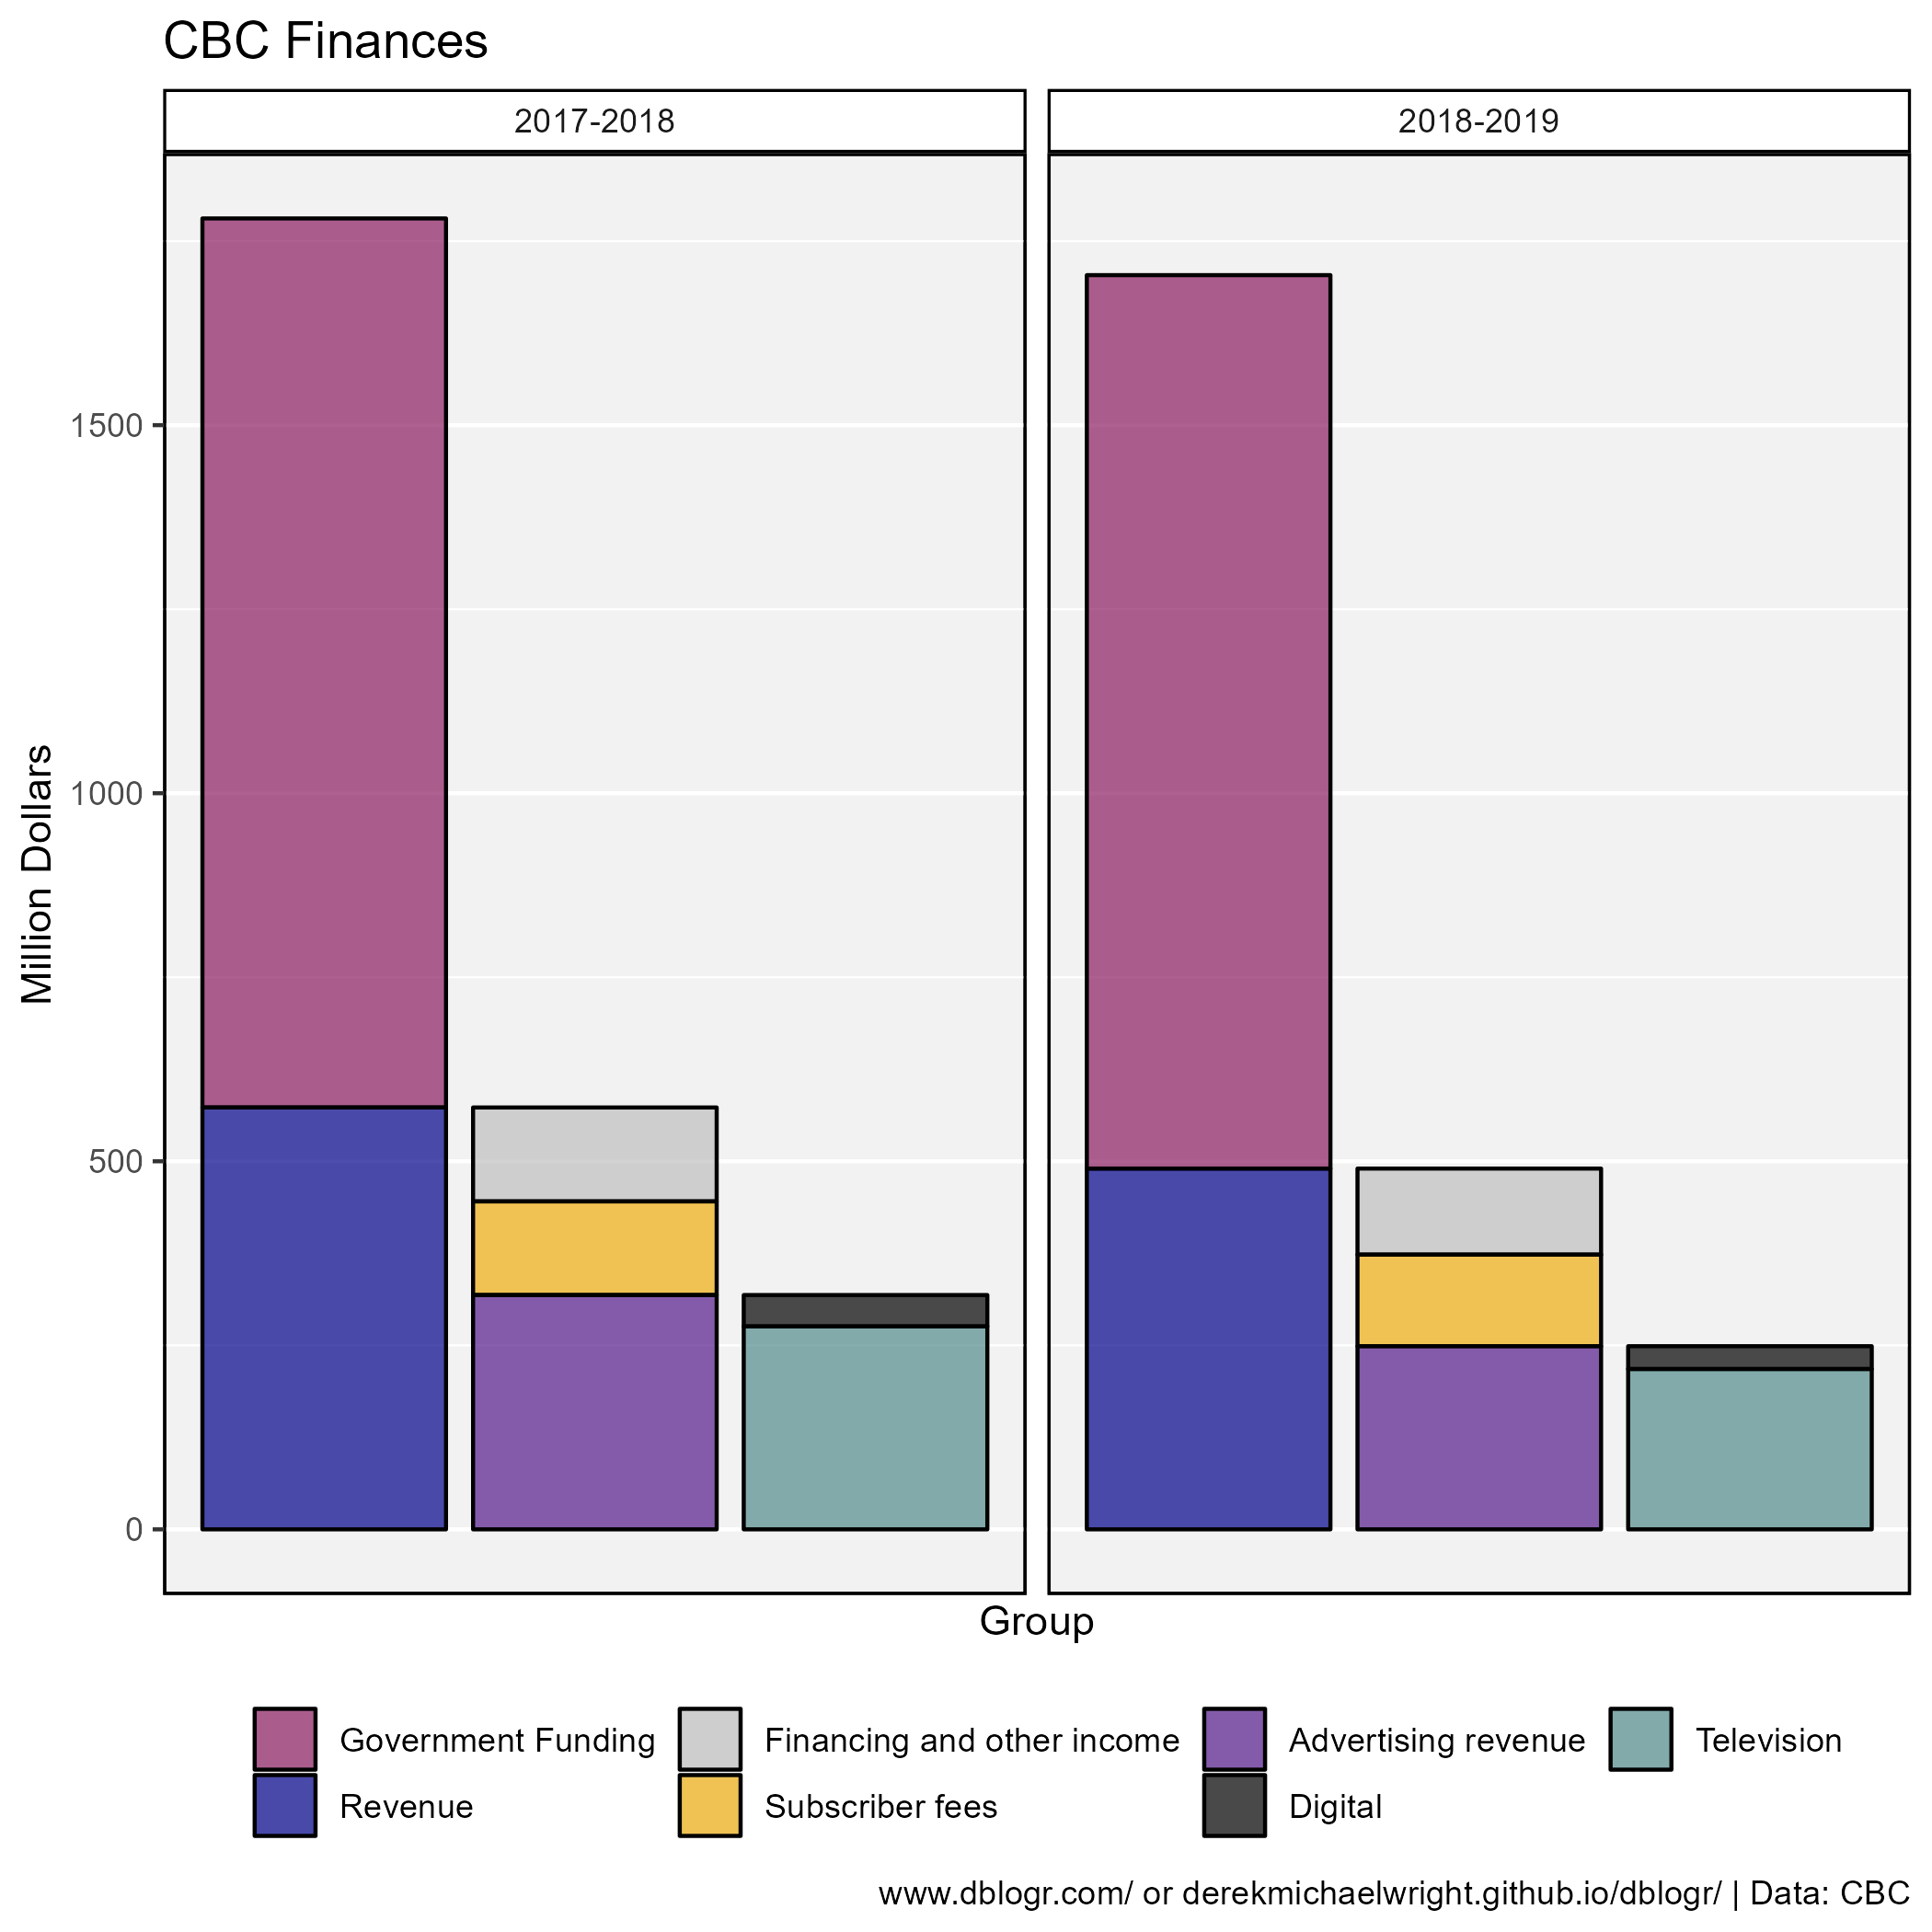 CBC Finances
2017-2018
2018-2019
1500
1000
500
0
Million Dollars
Group
Government Funding
Financing and other income
Advertising revenue
Television
Revenue
Subscriber fees
Digital
www.dblogr.com/ or derekmichaelwright.github.io/dblogr/ | Data: CBC